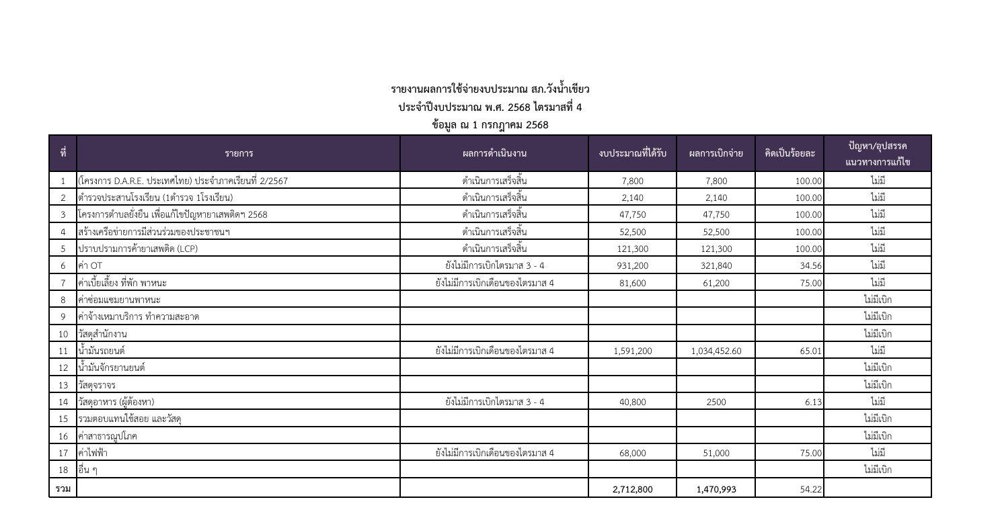 รายงานผลการใช้จ่ายงบประมาณ สภ.วังน้ำเขียว
ประจำปีงบประมาณ พ.ศ. 2568 ไตรมาสที่ 4
ข้อมูล ณ 1 กรกฎาคม 2568
ที่ รายการ ผลการดำเนินงาน งบประมาณที่ได้รับ ผลการเบิกจ่าย คิดเป็นร้อยละ ปัญหา/อุปสรรค
แนวทางการแก้ไข
1 (โครงการ D.A.R.E. ประเทศไทย) ประจำภาคเรียนที่ 2/2567 ดำเนินการเสร็จสิ้น 7,800 7,800 100.00 ไม่มี
2 ตำรวจประสานโรงเรียน (1ตำรวจ 1โรงเรียน) ดำเนินการเสร็จสิ้น 2,140 2,140 100.00 ไม่มี
3 โครงการตำบลยั่งยืน เพื่อแก้ไขปัญหายาเสพติดฯ 2568 ดำเนินการเสร็จสิ้น 47,750 47,750 100.00 ไม่มี
4 สร้างเครือข่ายการมีส่วนร่วมของประชาชนฯ ดำเนินการเสร็จสิ้น 52,500 52,500 100.00 ไม่มี
5 ปราบปรามการค้ายาเสพติด (LCP) ดำเนินการเสร็จสิ้น 121,300 121,300 100.00 ไม่มี
6 ค่า OT ยังไม่มีการเบิกไตรมาส 3 - 4 931,200 321,840 34.56 ไม่มี
7 ค่าเบี้ยเลี้ยง ที่พัก พาหนะ ยังไม่มีการเบิกเดือนของไตรมาส 4 81,600 61,200 75.00 ไม่มี
8 ค่าซ่อมแซมยานพาหนะ ไม่มีเบิก
9 ค่าจ้างเหมาบริการ ทำความสะอาด ไม่มีเบิก
10 วัสดุสำนักงาน ไม่มีเบิก
11 น้ำมันรถยนต์ ยังไม่มีการเบิกเดือนของไตรมาส 4 1,591,200 1,034,452.60 65.01 ไม่มี
12 น้ำมันจักรยานยนต์ ไม่มีเบิก
13 วัสดุจราจร ไม่มีเบิก
14 วัสดุอาหาร (ผู้ต้องหา) ยังไม่มีการเบิกไตรมาส 3 - 4 40,800 2500 6.13 ไม่มี
15 รวมตอบแทนใช้สอย และวัสดุ ไม่มีเบิก
16 ค่าสาธารณูปโภค ไม่มีเบิก
17 ค่าไฟฟ้า ยังไม่มีการเบิกเดือนของไตรมาส 4 68,000 51,000 75.00 ไม่มี
18 อื่น ๆ ไม่มีเบิก
รวม 2,712,800 1,470,993 54.22